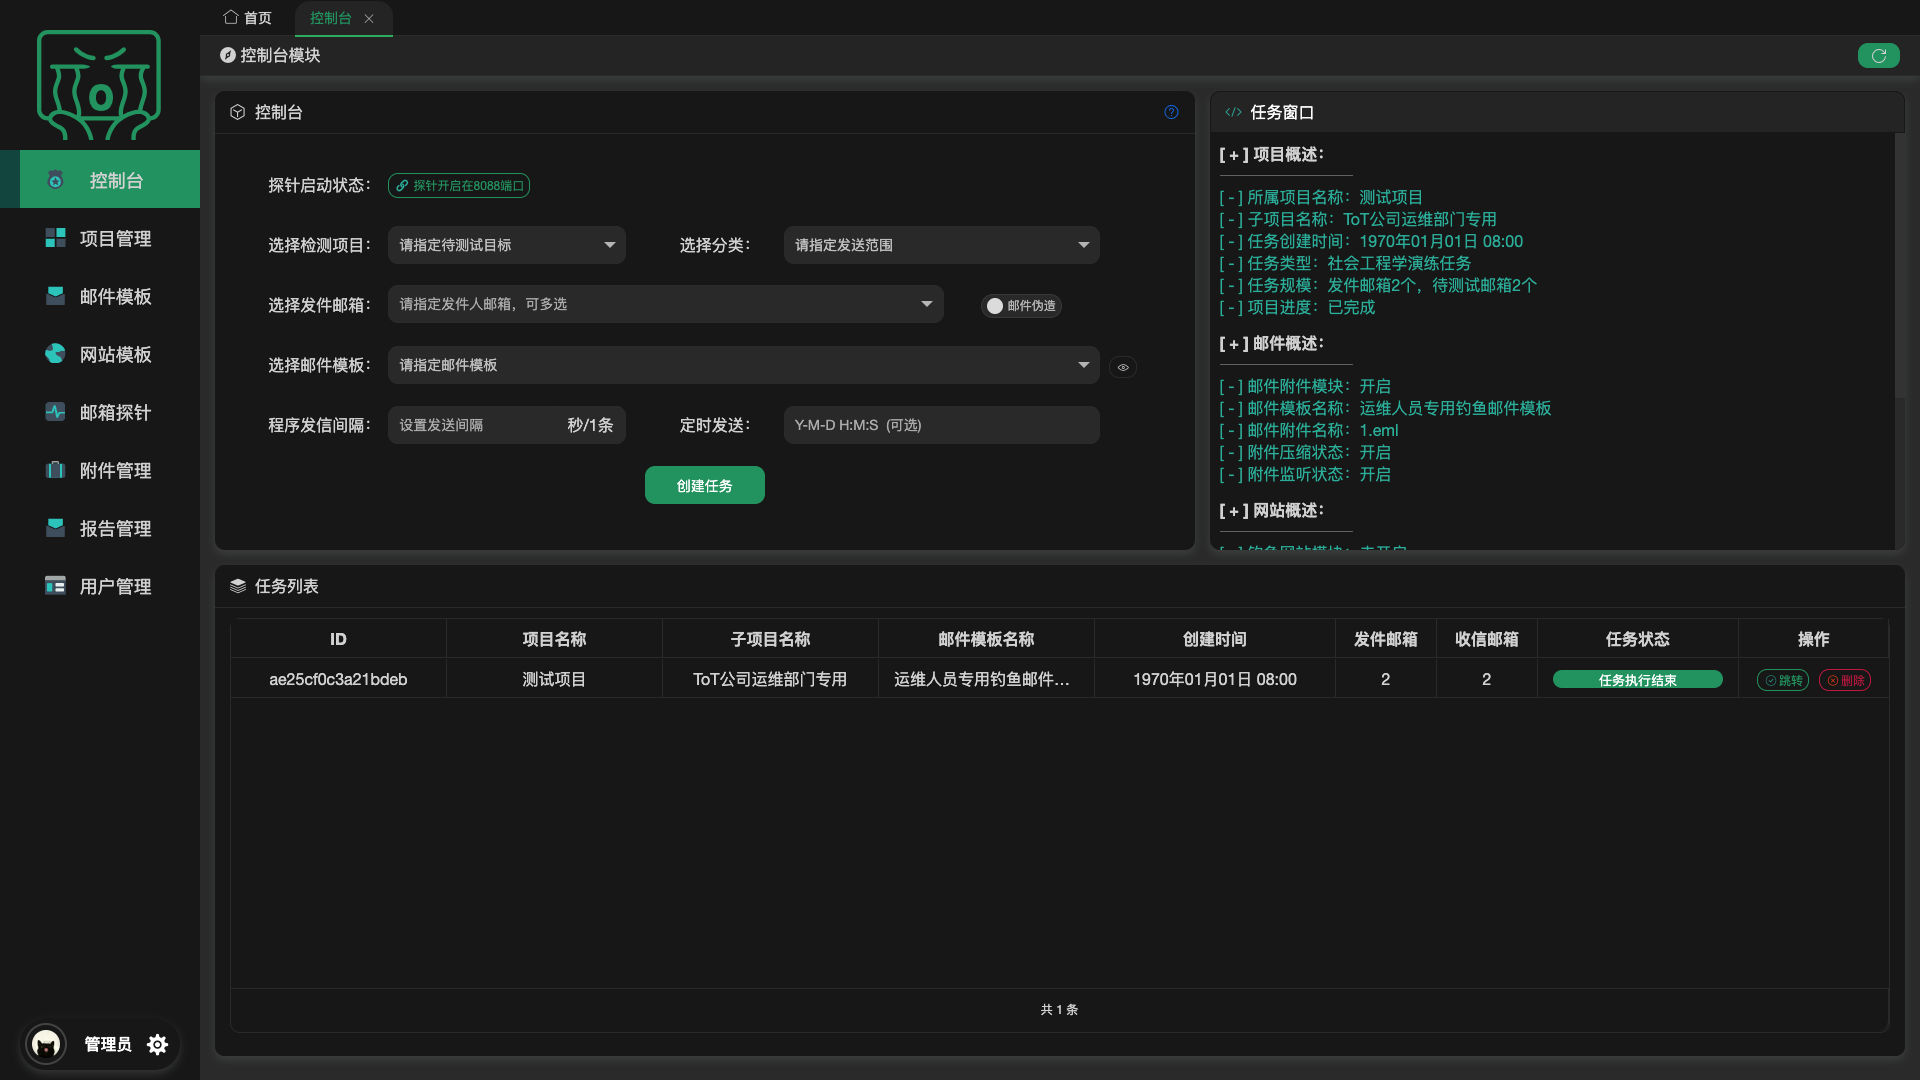 首页
控制台
控制台模块
控制台
项目管理
邮件模板
网站模板
邮箱探针
附件管理
报告管理
用户管理
管理员
控制台
探针启动状态：
探针开启在8088端口
选择检测项目：
请指定待测试目标
选择分类：
请指定发送范围
选择发件邮箱：
请指定发件人邮箱，可多选
邮件伪造
选择邮件模板：
请指定邮件模板
程序发信间隔：
设置发送间隔
秒/1条
定时发送：
Y-M-D H:M:S (可选)
创建任务
任务窗口
[ + ] 项目概述：
[ - ] 所属项目名称：测试项目
[ - ] 子项目名称：ToT公司运维部门专用
[ - ] 任务创建时间：1970年01月01日 08:00
[ - ] 任务类型：社会工程学演练任务
[ - ] 任务规模：发件邮箱2个，待测试邮箱2个
[ - ] 项目进度：已完成
[ + ] 邮件概述：
[ - ] 邮件附件模块：开启
[ - ] 邮件模板名称：运维人员专用钓鱼邮件模板
[ - ] 邮件附件名称：1.eml
[ - ] 附件压缩状态：开启
[ - ] 附件监听状态：开启
[ + ] 网站概述：
[ - ] 钓鱼网站模块：未开启
任务列表
ID 项目名称 子项目名称 邮件模板名称 创建时间 发件邮箱 收信邮箱 任务状态 操作
ae25cf0c3a21bdeb 测试项目 ToT公司运维部门专用 运维人员专用钓鱼邮件... 1970年01月01日 08:00 2 2 任务执行结束 跳转 删除
共 1 条